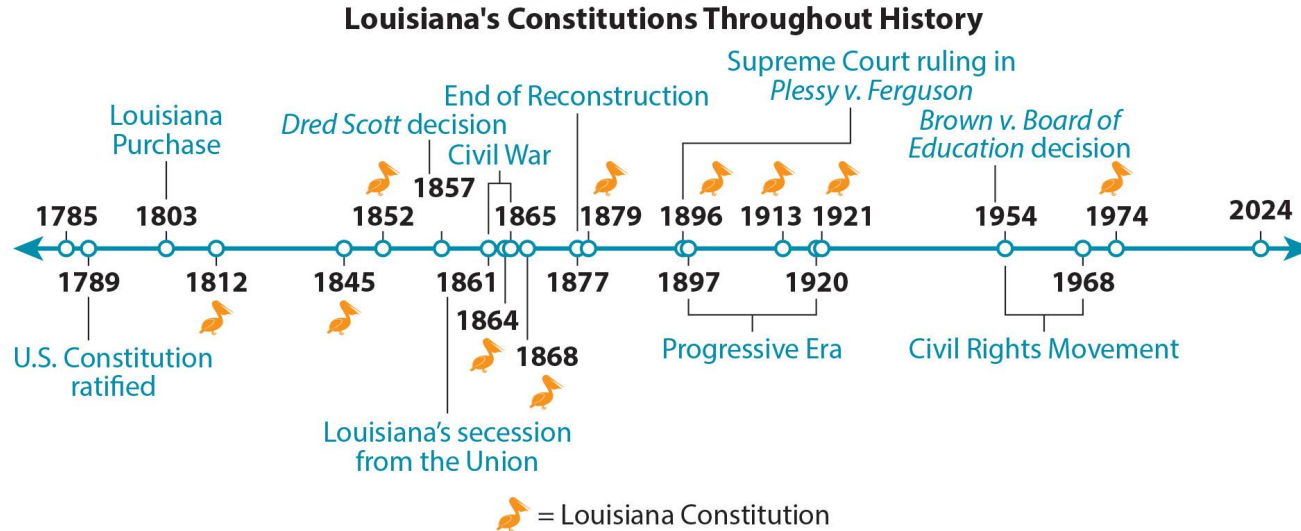 Louisiana's Constitutions Throughout History
Supreme Court ruling in
Plessy v. Ferguson
End of Reconstruction
Louisiana
Purchase
Dred Scott decision
Civil War
Brown v. Board of
Education decision
1785
1803
1852
1857
1865
1879
1896
1913
1921
1954
1974
2024
1789
1812
1845
1861
1864
1868
1877
1897
1920
1968
U.S. Constitution
ratified
Progressive Era
Civil Rights Movement
Louisiana’s secession
from the Union
= Louisiana Constitution